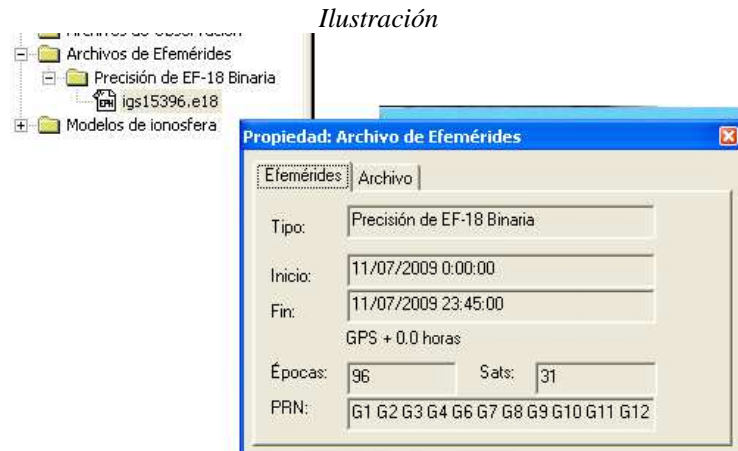 Ilustración
Archivos de Observación
Archivos de Efemérides
Precisión de EF-18 Binaria
igs15396.e18
Modelos de ionosfera
Propiedad: Archivo de Efemérides
Efemérides Archivo
Tipo: Precisión de EF-18 Binaria
Inicio: 11/07/2009 0:00:00
Fin: 11/07/2009 23:45:00
GPS + 0.0 horas
Épocas: 96 Sats: 31
PRN: G1 G2 G3 G4 G6 G7 G8 G9 G10 G11 G12